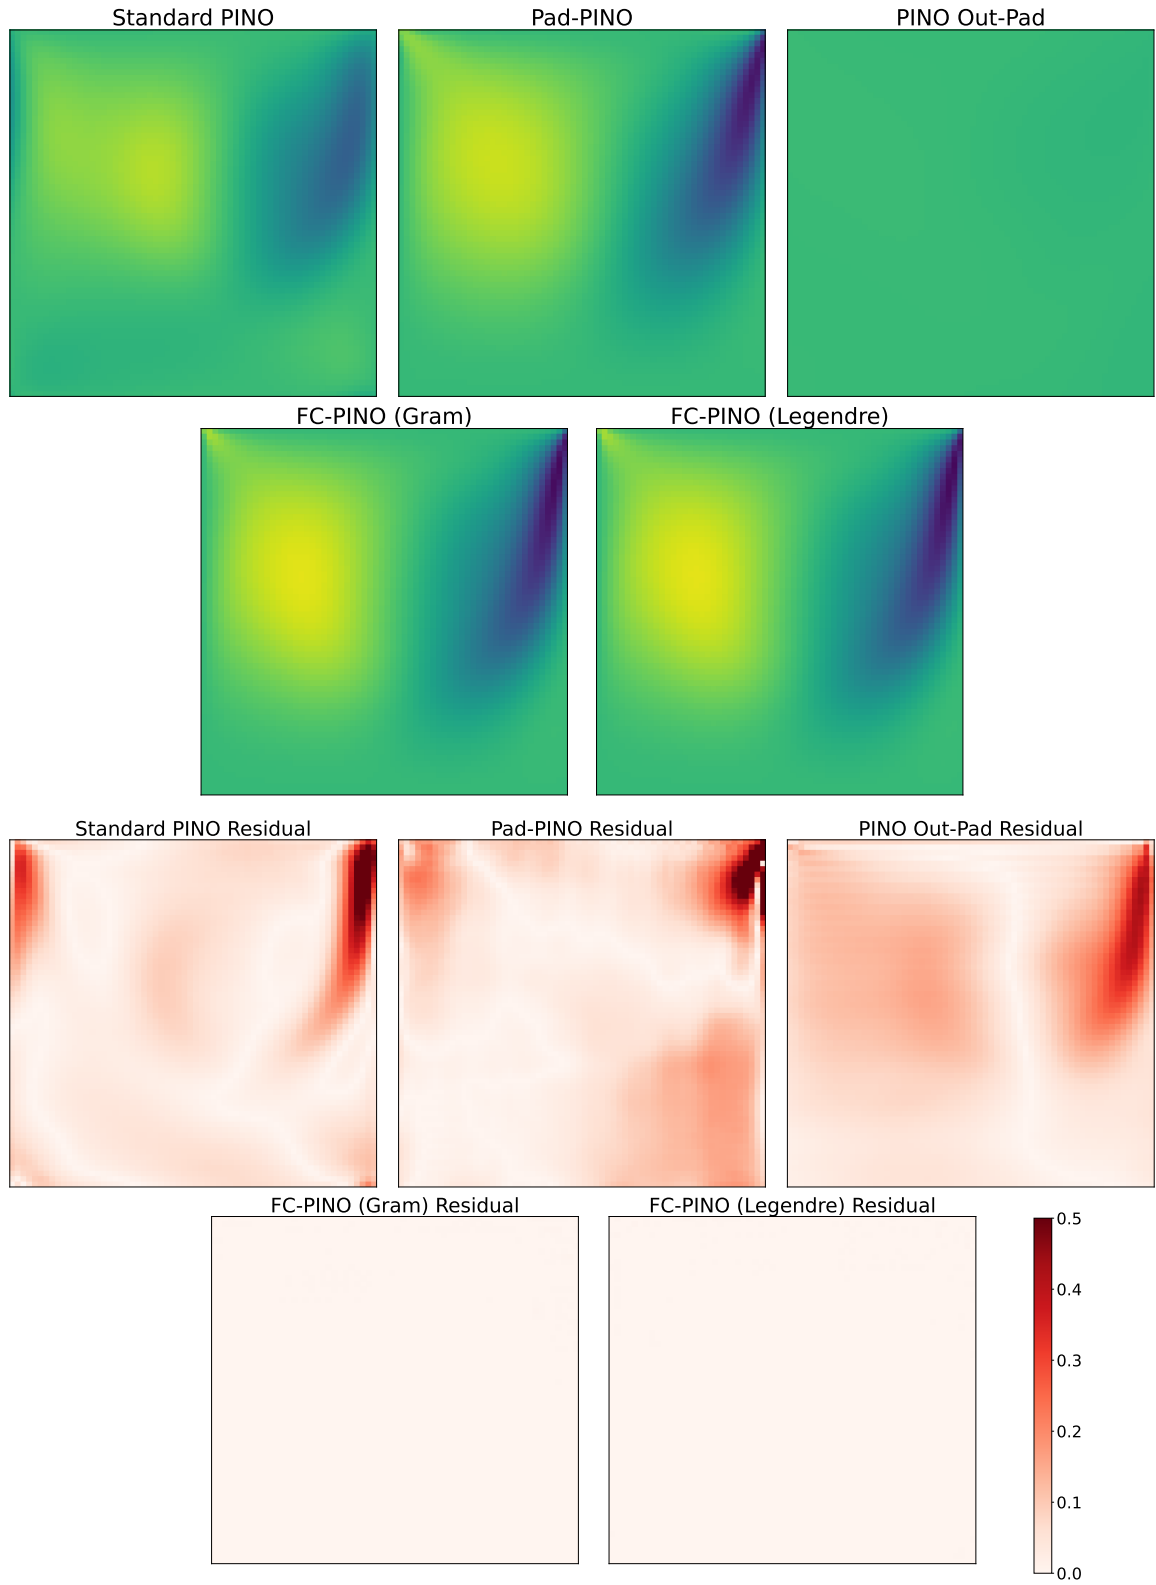 Standard PINO
Pad-PINO
PINO Out-Pad
FC-PINO (Gram)
FC-PINO (Legendre)
Standard PINO Residual
Pad-PINO Residual
PINO Out-Pad Residual
FC-PINO (Gram) Residual
FC-PINO (Legendre) Residual
0.5
0.4
0.3
0.2
0.1
0.0